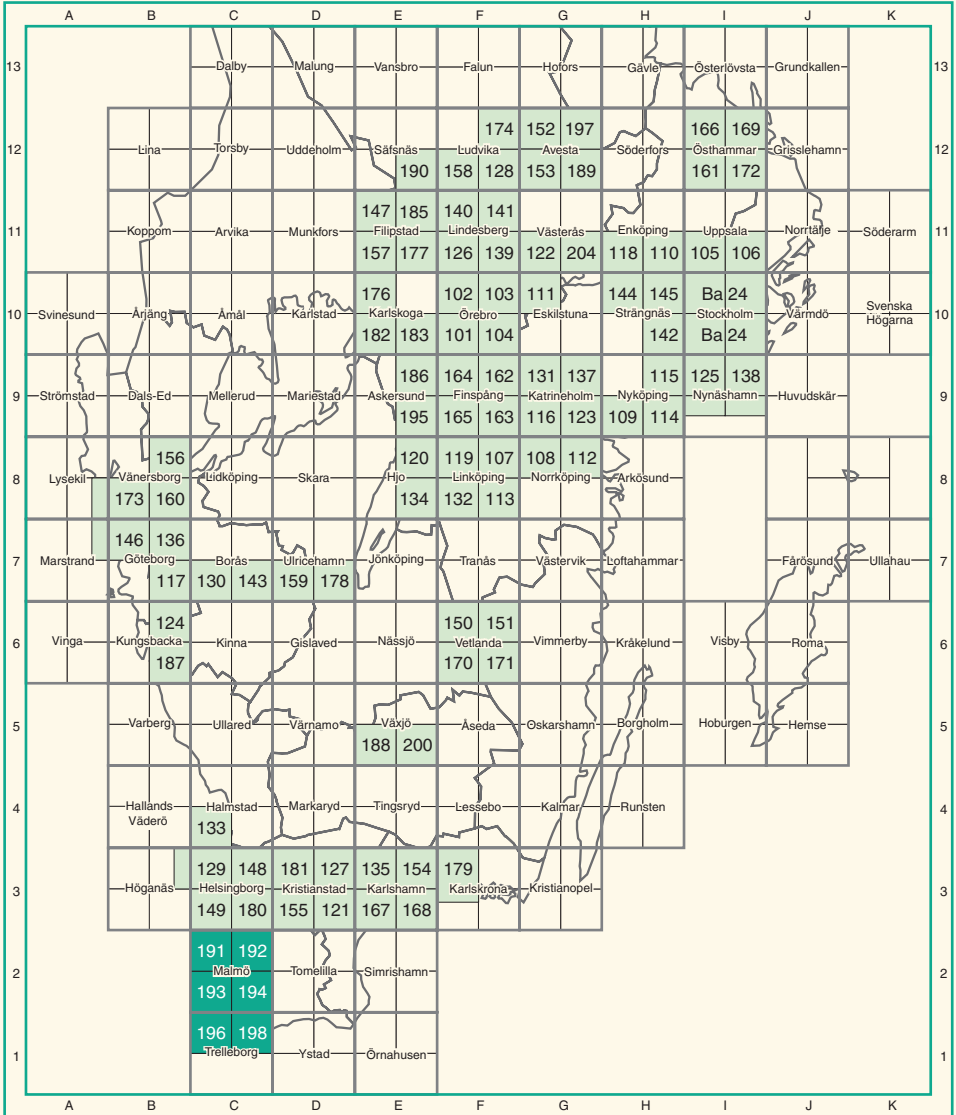 A B C D E F G H I J K
13 Dalby Malung Vansbro Falun Hofors Gävle Österlövsta Grundkallen 13
174 152 197 166 169
12 Lina Torsby Uddeholm Säfsnäs Ludvika Avesta Söderfors Östhammar Grisslehamn 12
190 158 128 153 189 161 172
147 185 140 141
11 Koppom Arvika Munkfors Filipstad Lindesberg Västerås Enköping Uppsala Norrtälje Söderarm 11
157 177 126 139 122 204 118 110 105 106
176 102 103 111 144 145 Ba 24
10 Svinesund Årjäng Åmål Karlstad Karlskoga Örebro Eskilstuna Strängnäs Stockholm Värmdö Svenska Högarna 10
182 183 101 104 142 Ba 24
186 164 162 131 137 115 125 138
9 Strömstad Dals-Ed Mellerud Mariestad Askersund Finspång Katrineholm Nyköping Nynäshamn Huvudskär 9
195 165 163 116 123 109 114
156 120 119 107 108 112
8 Lysekil Vänersborg Lidköping Skara Hjo Linköping Norrköping Arkösund 8
173 160 134 132 113
146 136
7 Marstrand Göteborg Borås Ulricehamn Jönköping Tranås Västervik Loftahammar Fårösund Ullahau 7
117 130 143 159 178
124 150 151
6 Vinga Kungsbacka Kinna Gislaved Nässjö Vetlanda Vimmerby Kråkelund Visby Roma 6
187 170 171
5 Varberg Ullared Värnamo Växjö Åseda Oskarshamn Borgholm Hoburgen Hemse 5
188 200
4 Hallands Väderö Halmstad Markaryd Tingsryd Lessebo Kalmar Runsten 4
133
129 148 181 127 135 154 179
3 Höganäs Helsingborg Kristianstad Karlshamn Karlskrona Kristianopel 3
149 180 155 121 167 168
191 192
2 Malmö Tomelilla Simrishamn 2
193 194
196 198
1 Trelleborg Ystad Örnahusen 1
A B C D E F G H I J K